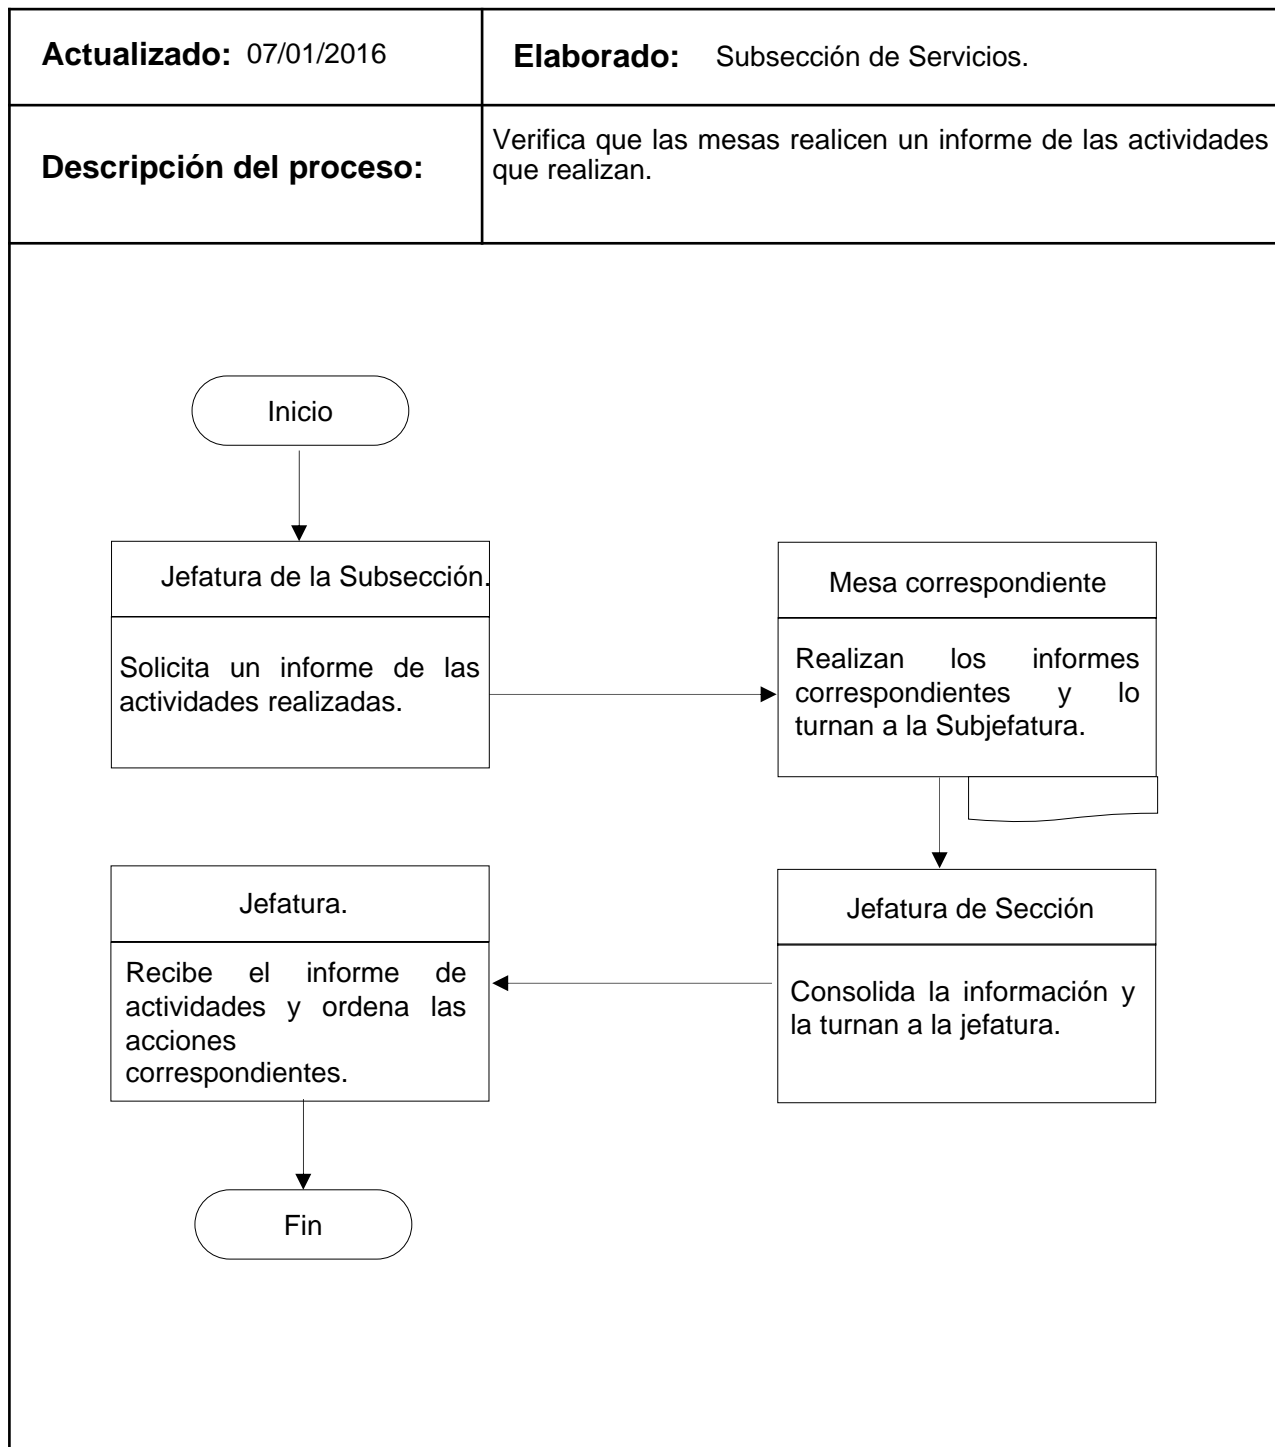 Actualizado: 07/01/2016
Elaborado: Subsección de Servicios.
Descripción del proceso:
Verifica que las mesas realicen un informe de las actividades
que realizan.
Inicio
Jefatura de la Subsección.
Solicita un informe de las
actividades realizadas.
Mesa correspondiente
Realizan los informes
correspondientes y lo
turnan a la Subjefatura.
Jefatura de Sección
Consolida la información y
la turnan a la jefatura.
Jefatura.
Recibe el informe de
actividades y ordena las
acciones
correspondientes.
Fin